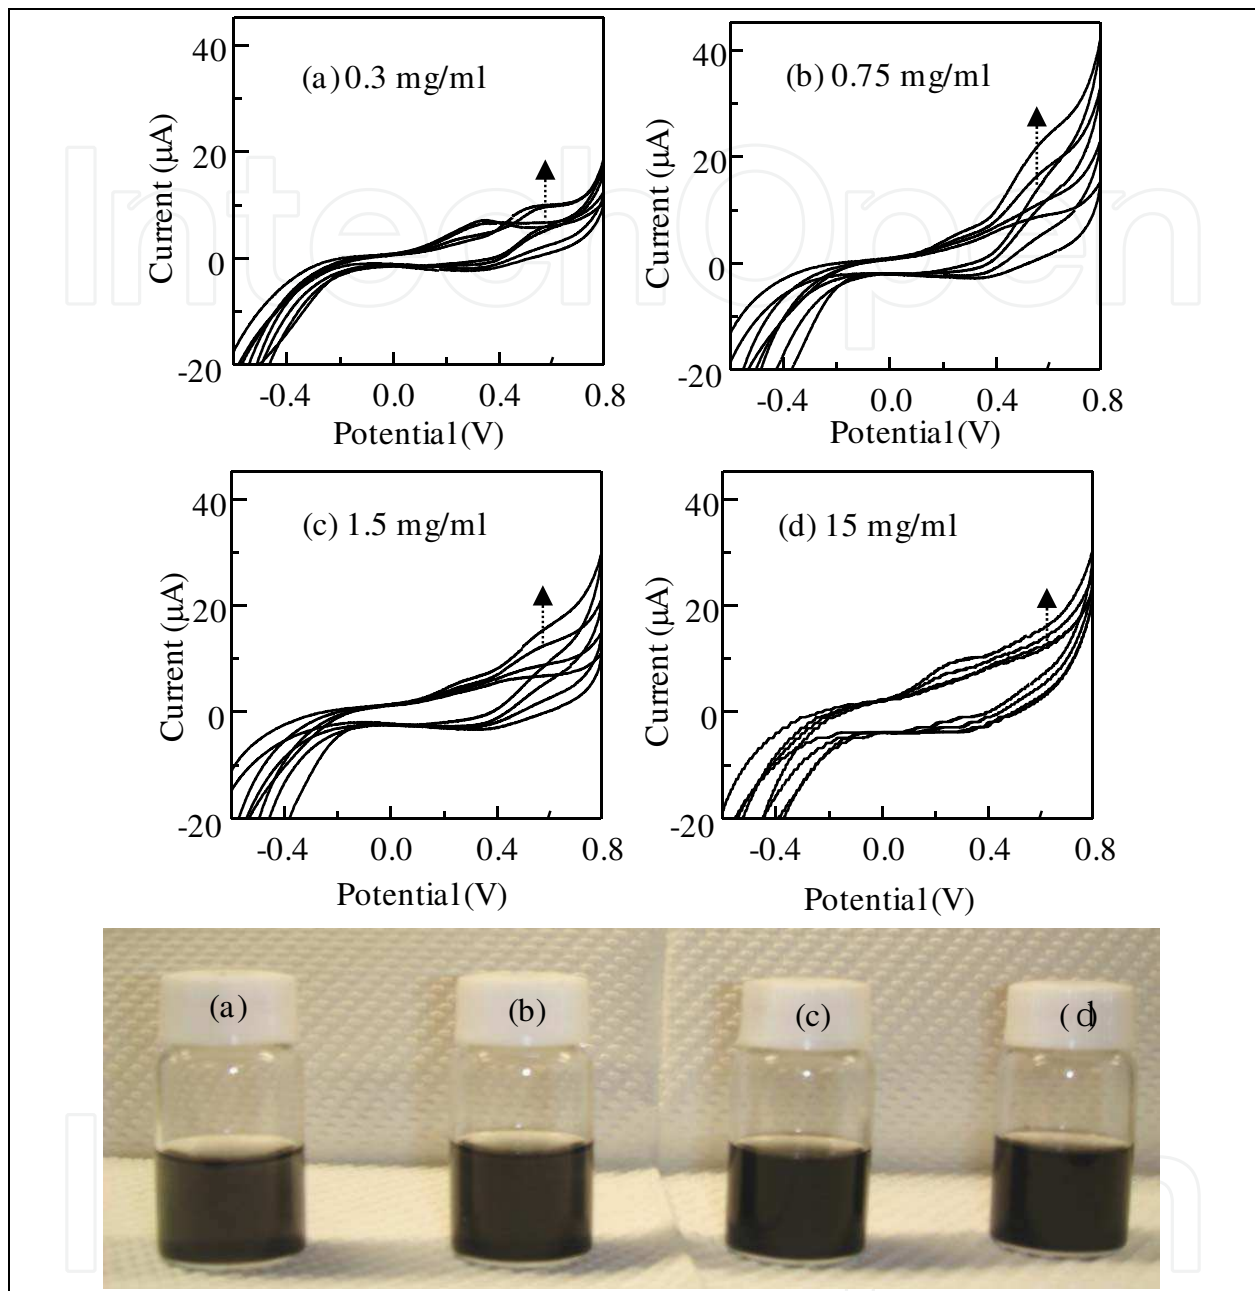 (a) 0.3 mg/ml
40
20
0
-20
Current (μA)
-0.4 0.0 0.4 0.8
Potential (V)
(b) 0.75 mg/ml
40
20
0
-20
Current (μA)
-0.4 0.0 0.4 0.8
Potential (V)
(c) 1.5 mg/ml
40
20
0
-20
Current (μA)
-0.4 0.0 0.4 0.8
Potential (V)
(d) 15 mg/ml
40
20
0
-20
Current (μA)
-0.4 0.0 0.4 0.8
Potential (V)
(a) (b) (c) (d)
IntechOpen